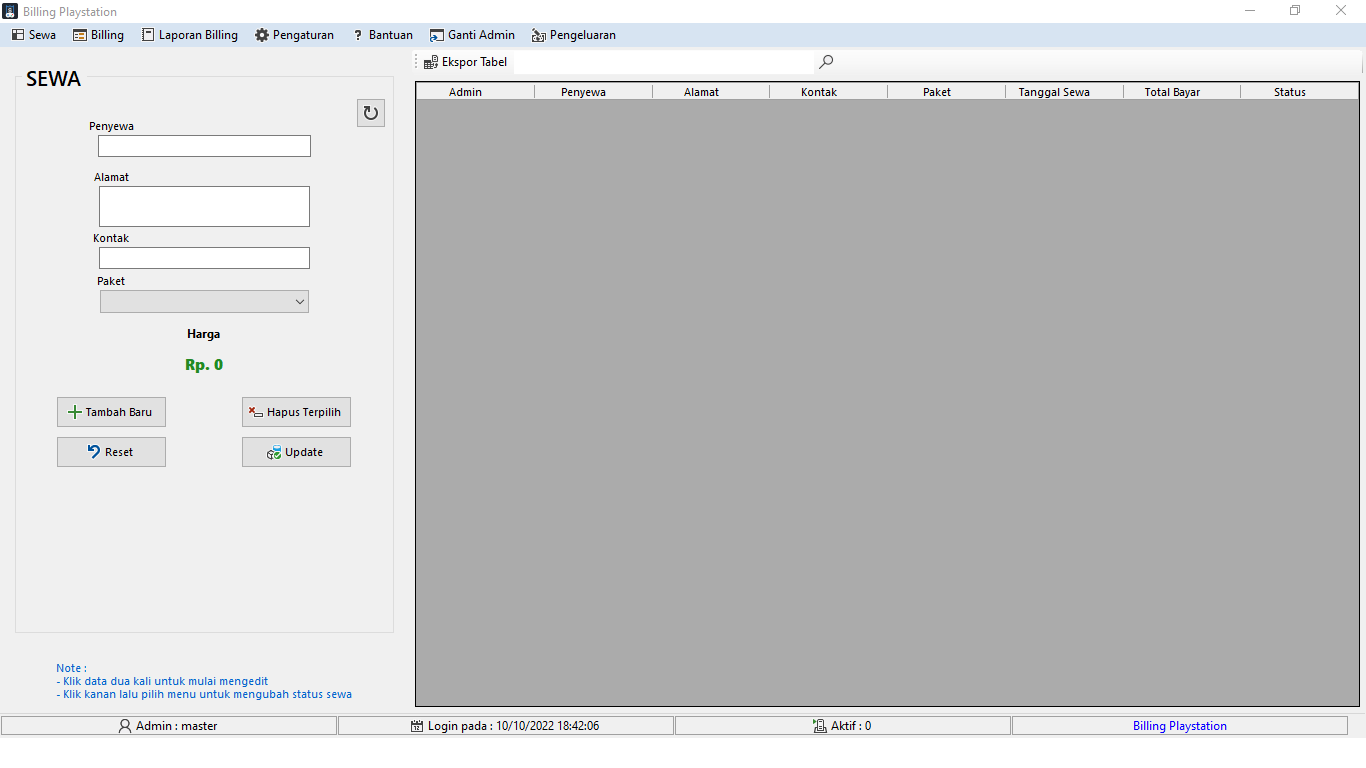 Billing Playstation
Sewa Billing Laporan Billing Pengaturan ? Bantuan Ganti Admin Pengeluaran
Ekspor Tabel
SEWA
Penyewa
Alamat
Kontak
Paket
Harga
Rp. 0
Tambah Baru Hapus Terpilih
Reset Update
Note :
- Klik data dua kali untuk mulai mengedit
- Klik kanan lalu pilih menu untuk mengubah status sewa
Admin Penyewa Alamat Kontak Paket Tanggal Sewa Total Bayar Status
Admin : master Login pada : 10/10/2022 18:42:06 Aktif : 0 Billing Playstation